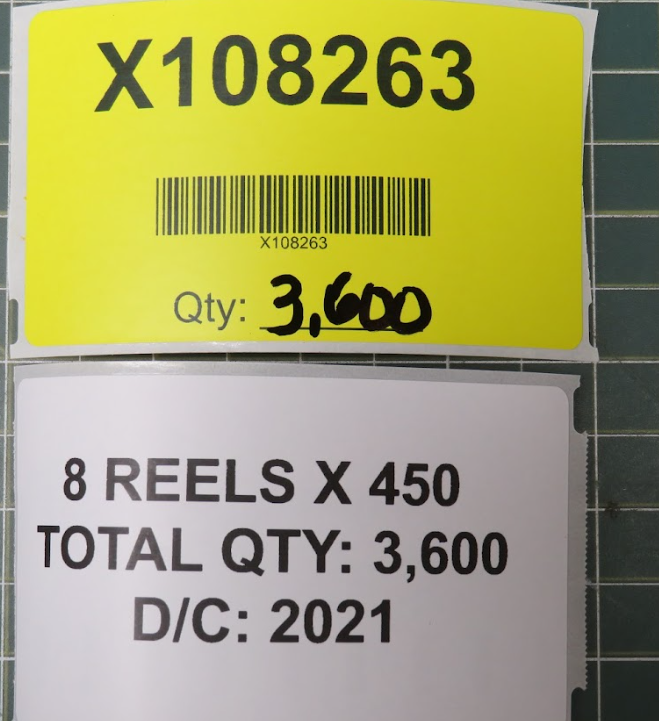 X108263
X108263
Qty: 3,600
8 REELS X 450
TOTAL QTY: 3,600
D/C: 2021